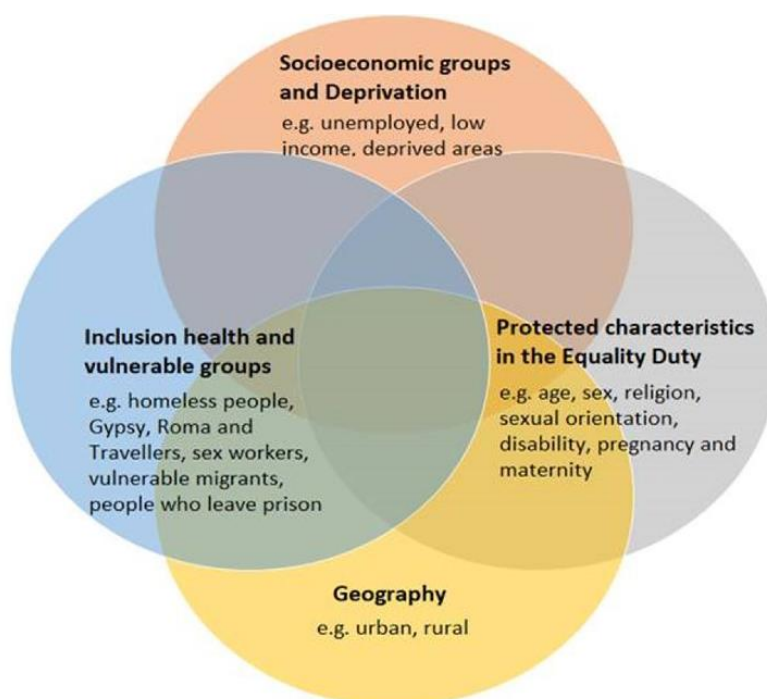 Socioeconomic groups
and Deprivation
e.g. unemployed, low
income, deprived areas
Inclusion health and
vulnerable groups
e.g. homeless people,
Gypsy, Roma and
Travellers, sex workers,
vulnerable migrants,
people who leave prison
Protected characteristics
in the Equality Duty
e.g. age, sex, religion,
sexual orientation,
disability, pregnancy and
maternity
Geography
e.g. urban, rural